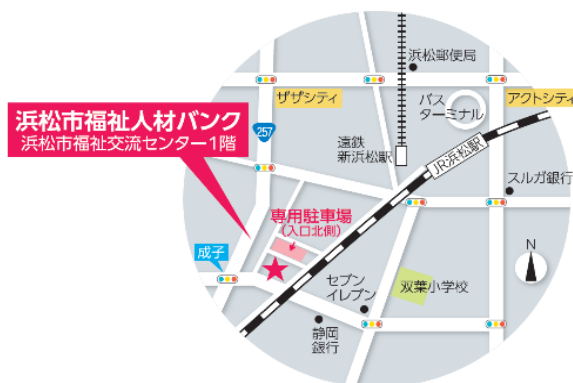 浜松郵便局
ザザシティ
バス
ターミナル
アクトシティ
浜松市福祉人材バンク
浜松市福祉交流センター1階
257
遠鉄
新浜松駅
JR浜松駅
スルガ銀行
専用駐車場
(入口北側)
成子
N
セブン
イレブン
双葉小学校
静岡
銀行